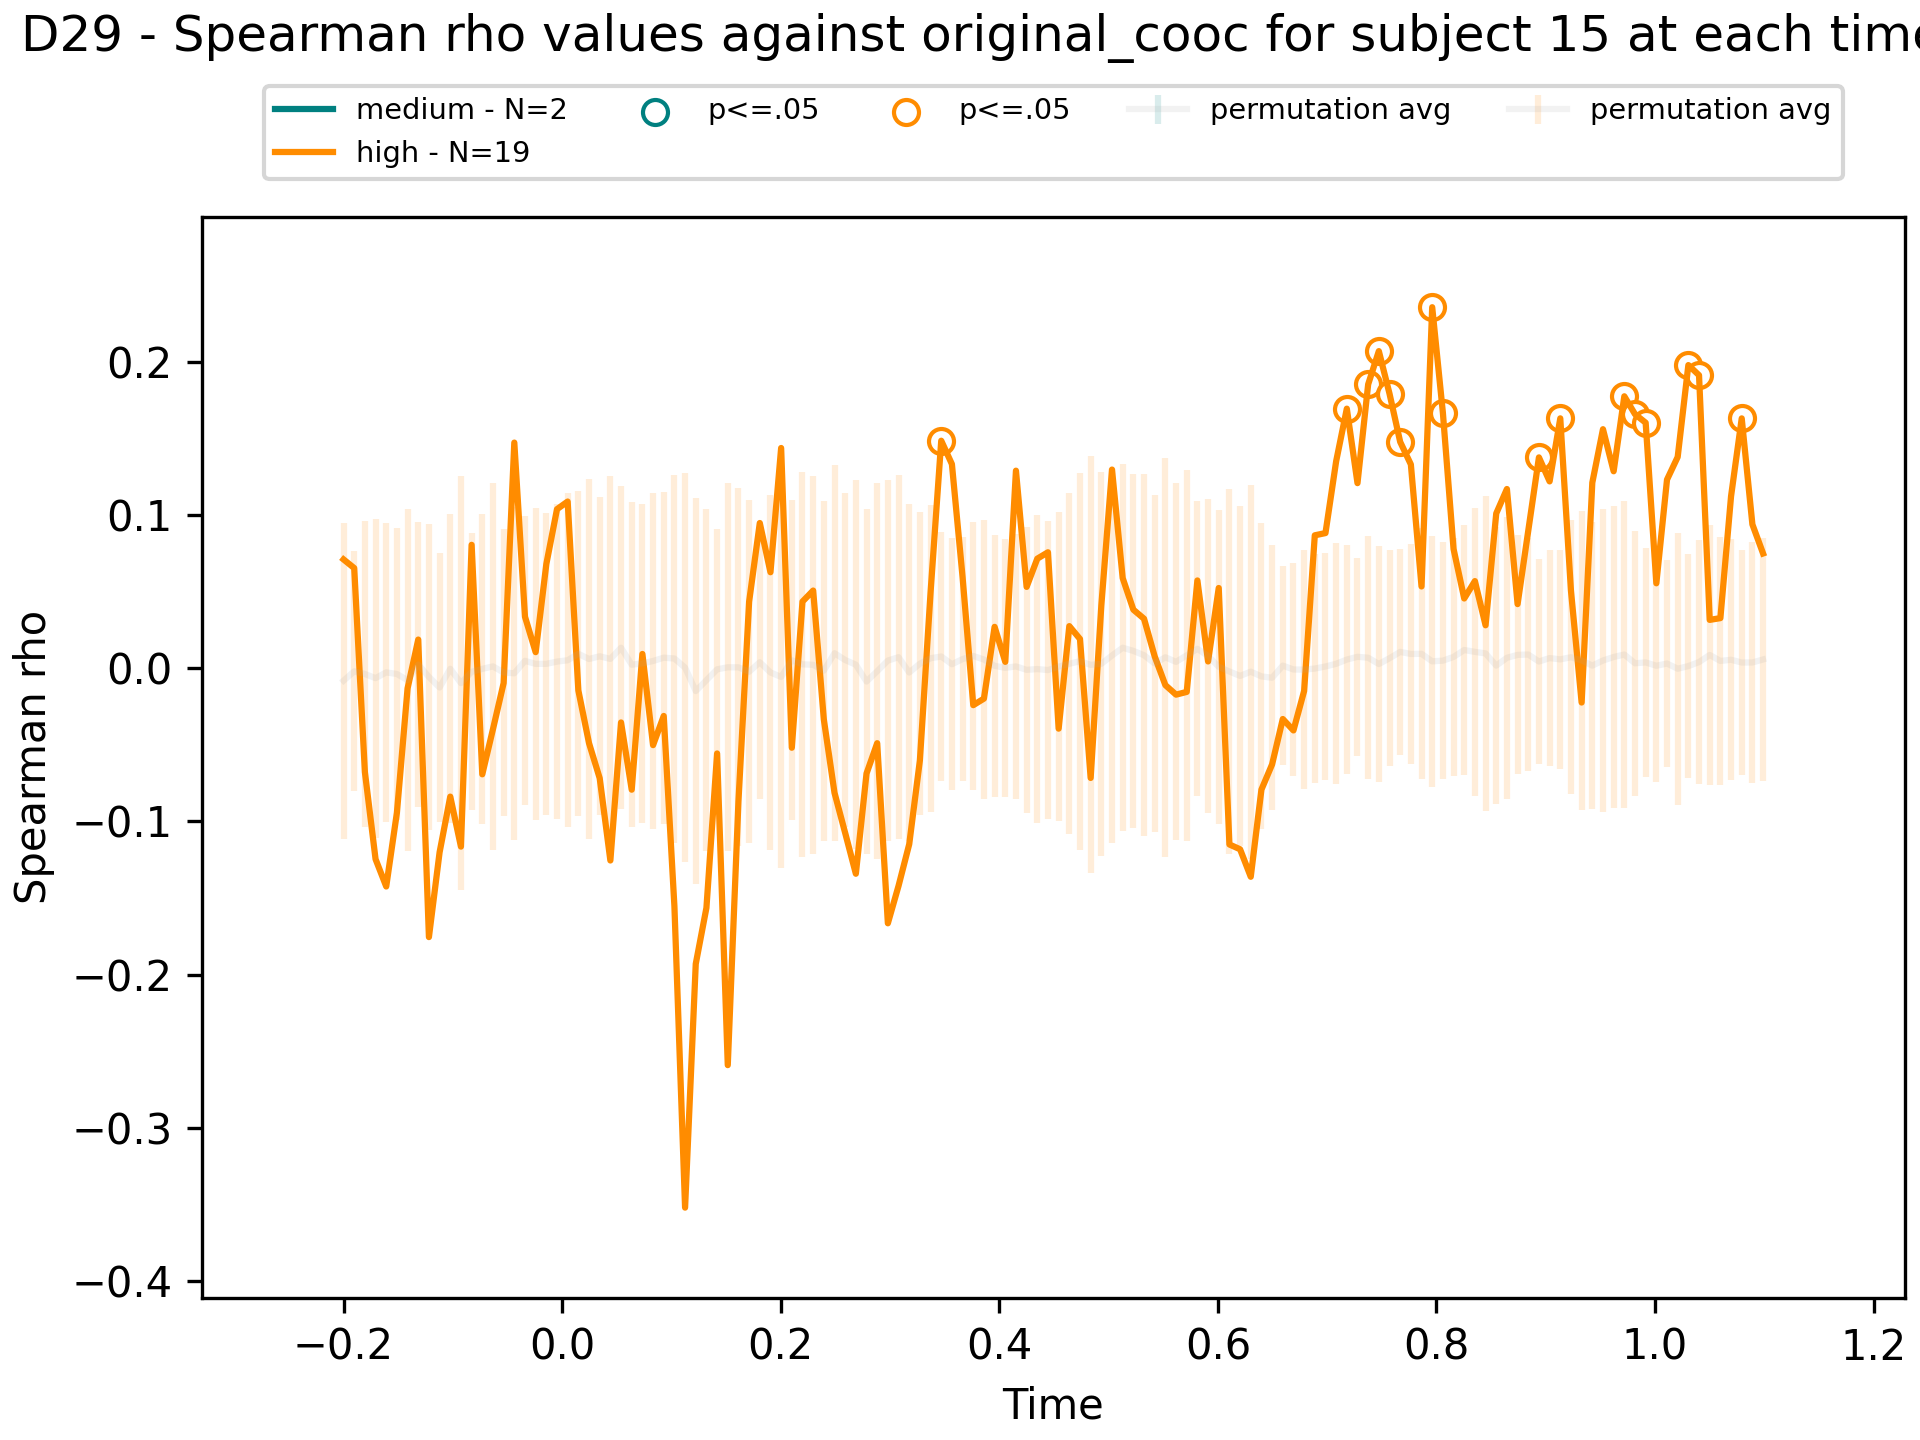 D29 - Spearman rho values against original_cooc for subject 15 at each time
medium - N=2
high - N=19
p<=.05
p<=.05
permutation avg
permutation avg
Spearman rho
0.2
0.1
0.0
−0.1
−0.2
−0.3
−0.4
−0.2 0.0 0.2 0.4 0.6 0.8 1.0 1.2
Time